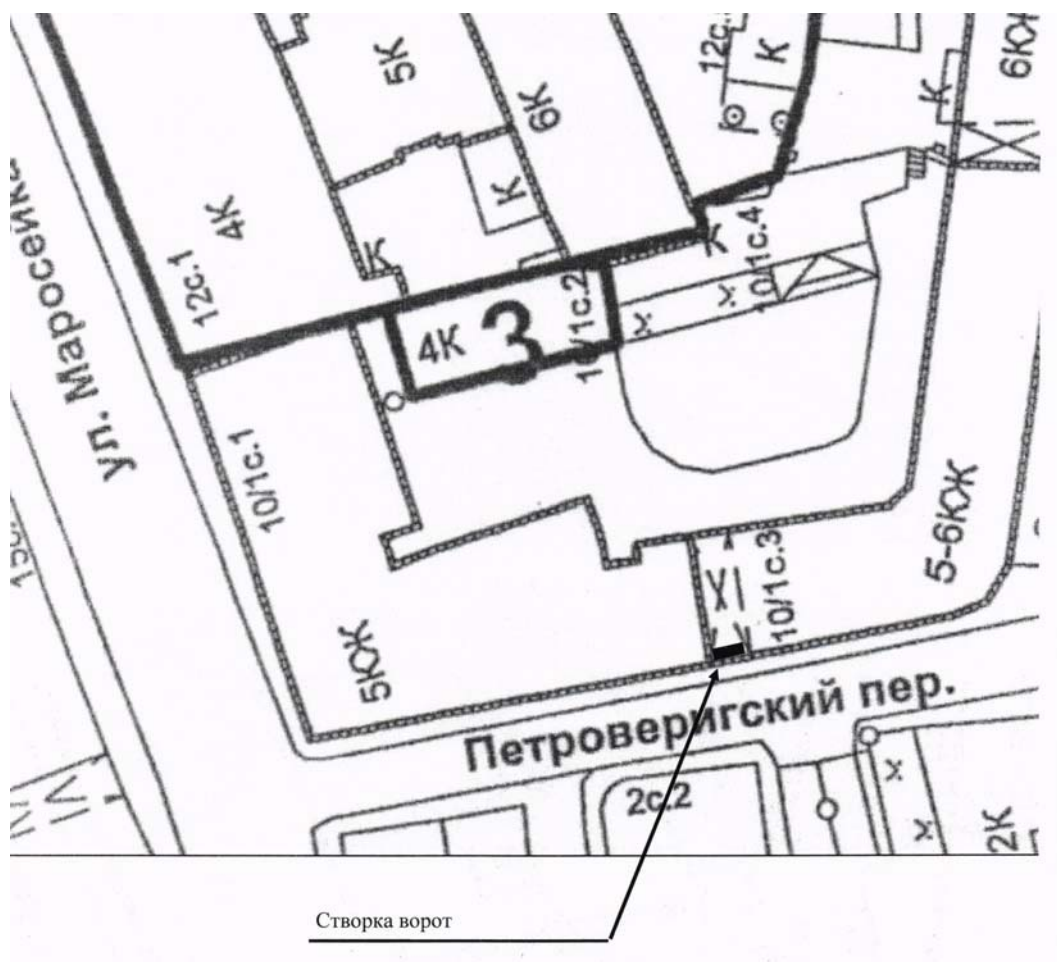 5К
12с.
К
6КЖ
6К
К
К
4К
К
12с.1
К
10/1с.4
ул. Маросейка
4К
3
10/1с.2
х
х
10/1с.1
5-6КЖ
10/1с.3
5КЖ
Петроверигский пер.
2с.2
х
х
2К
Створка ворот